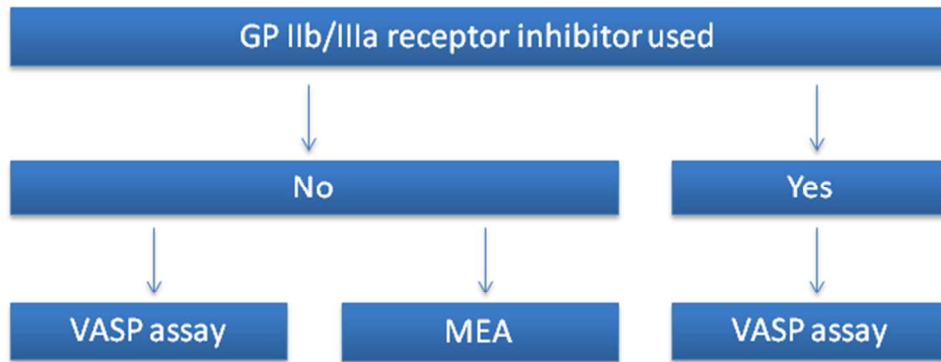 GP IIb/IIIa receptor inhibitor used
No
Yes
VASP assay
MEA
VASP assay